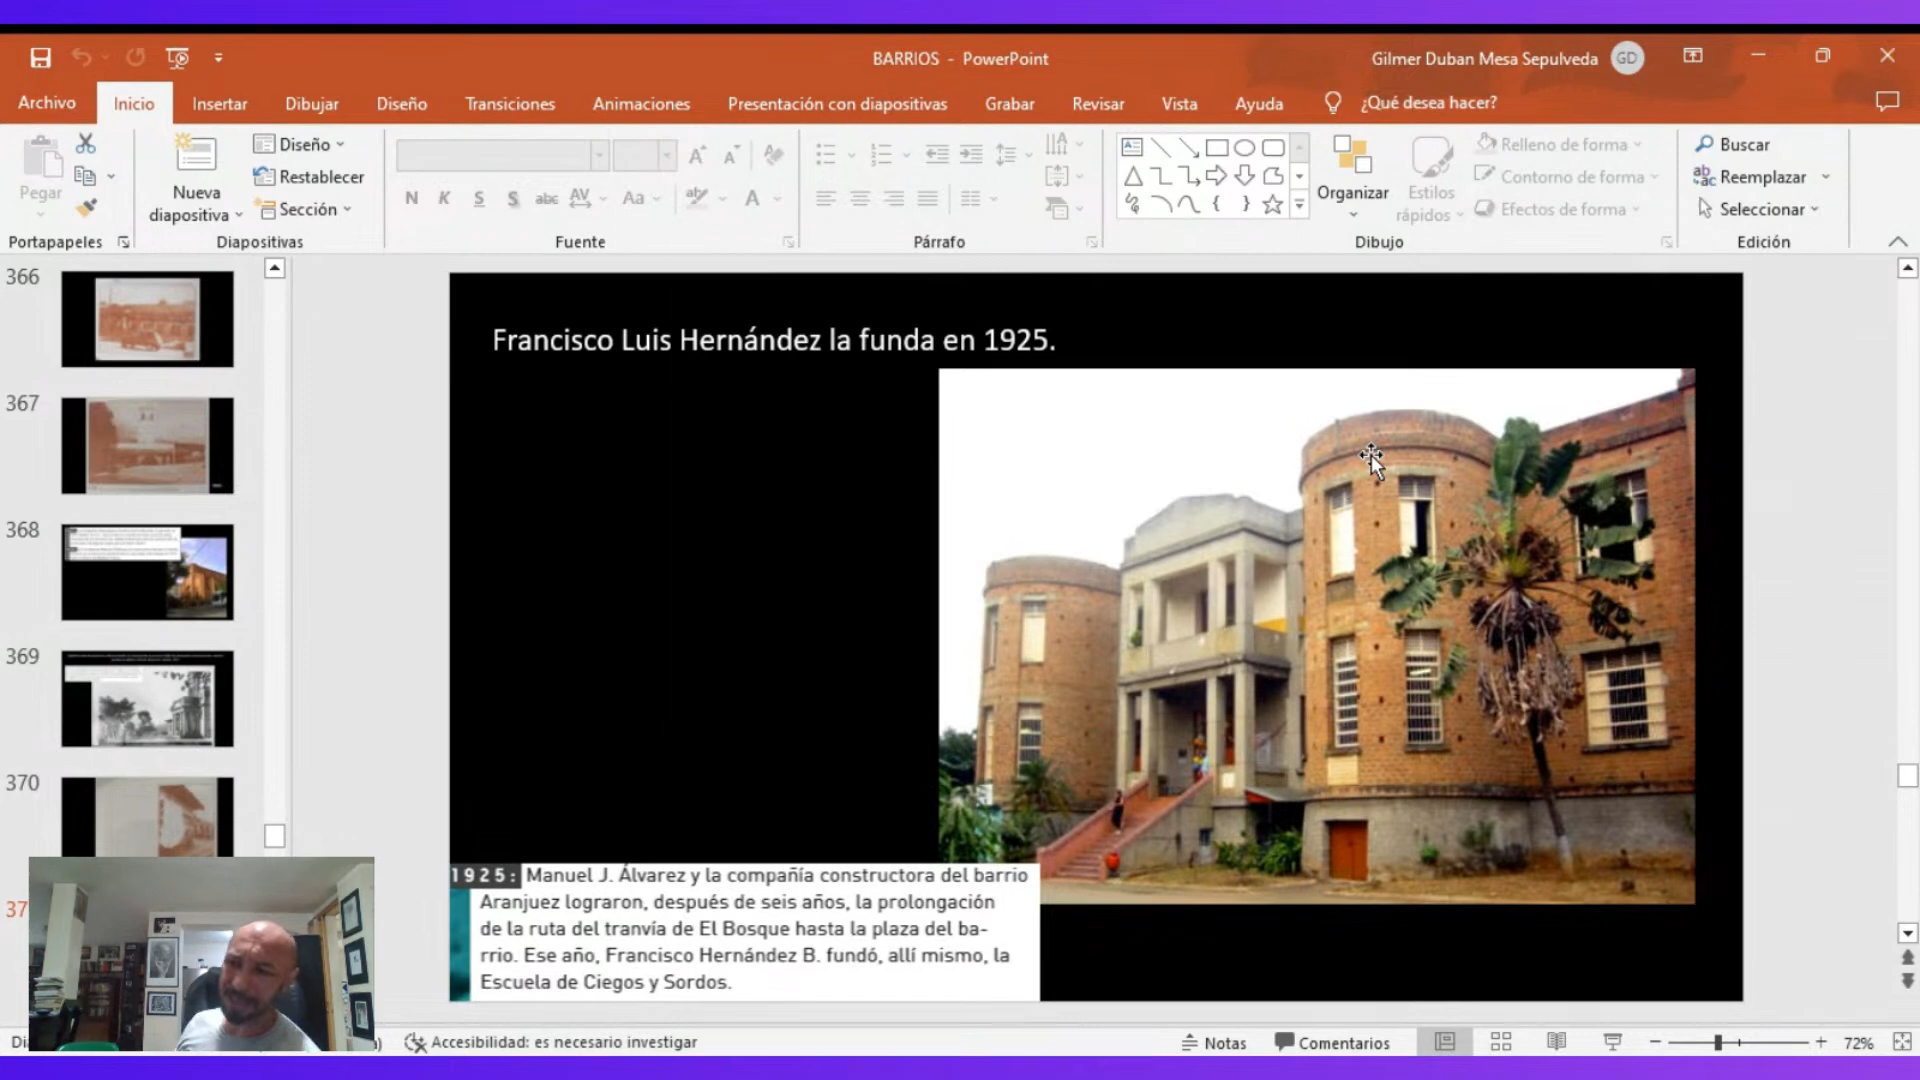 BARRIOS - PowerPoint
Gilmer Duban Mesa Sepulveda GD
Archivo Inicio Insertar Dibujar Diseño Transiciones Animaciones Presentación con diapositivas Grabar Revisar Vista Ayuda ¿Qué desea hacer?
Pegar
Nueva diapositiva
Diseño
Restablecer
Sección
Organizar
Estilos rápidos
Relleno de forma
Contorno de forma
Efectos de forma
Buscar
Reemplazar
Seleccionar
N K S S abc AV Aa A
Portapapeles Diapositivas Fuente Párrafo Dibujo Edición
366
367
368
369
370
37
Francisco Luis Hernández la funda en 1925.
1925: Manuel J. Álvarez y la compañía constructora del barrio
Aranjuez lograron, después de seis años, la prolongación
de la ruta del tranvía de El Bosque hasta la plaza del ba-
rrio. Ese año, Francisco Hernández B. fundó, allí mismo, la
Escuela de Ciegos y Sordos.
Accesibilidad: es necesario investigar
Notas Comentarios 72%